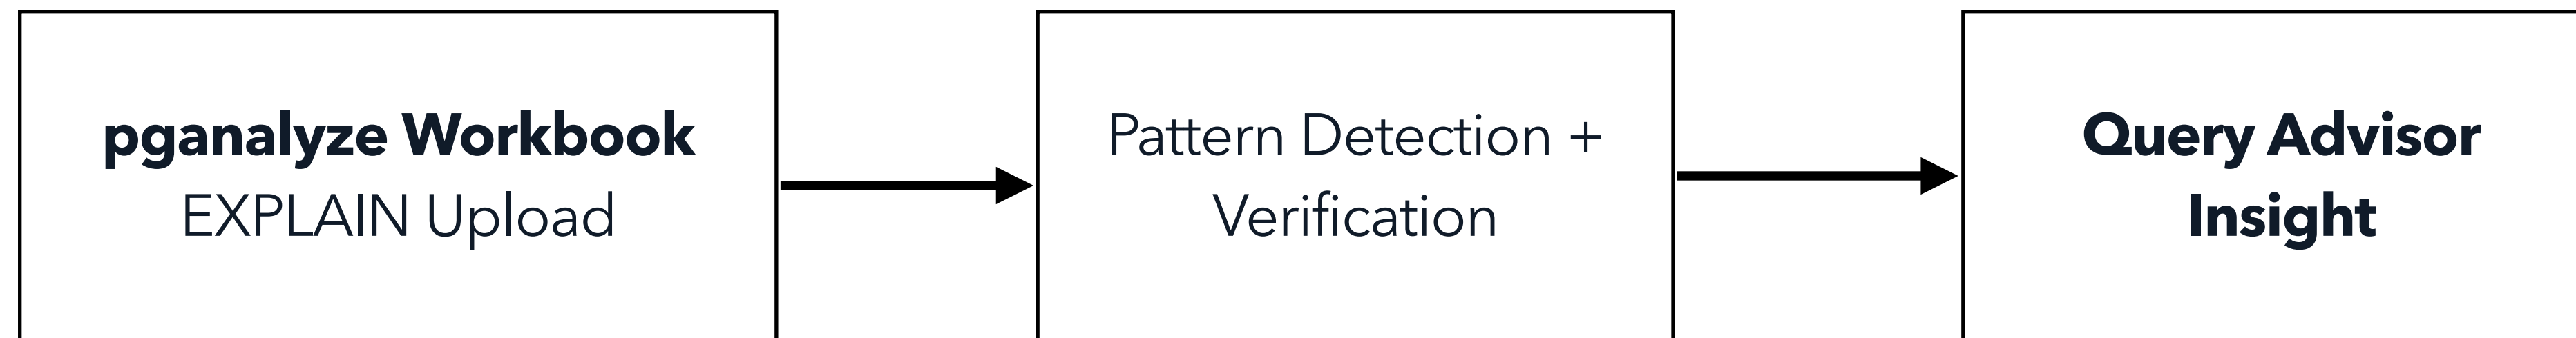 pganalyze Workbook
EXPLAIN Upload
Pattern Detection +
Verification
Query Advisor
Insight